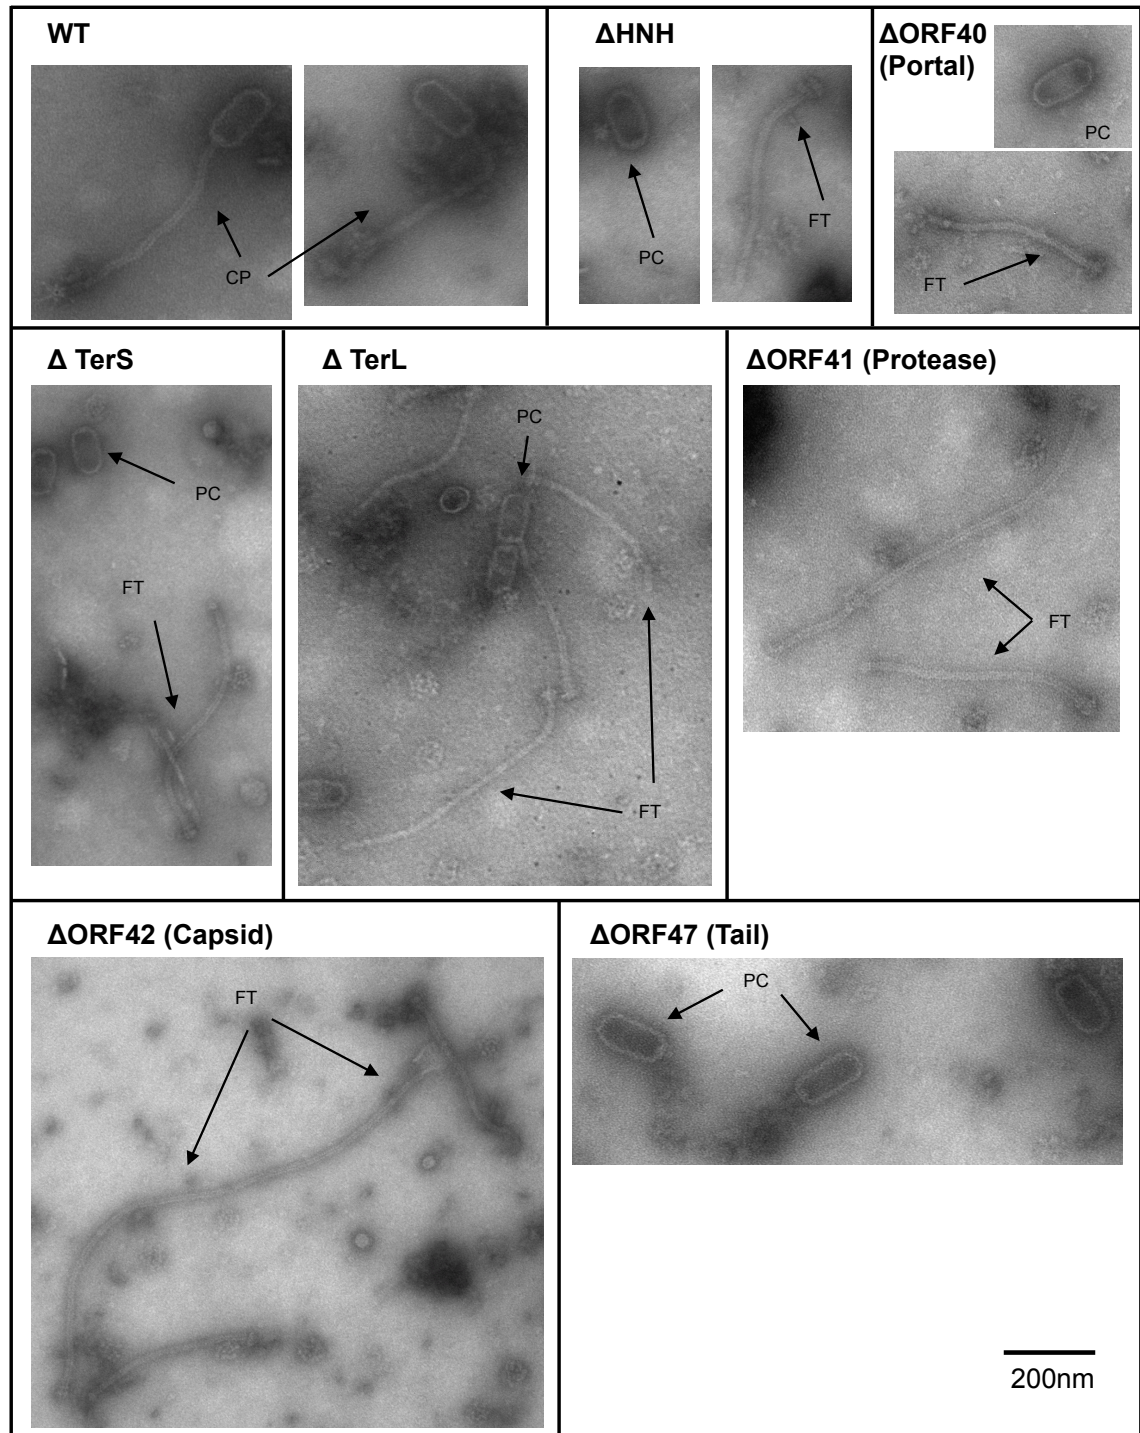 WT
CP
ΔHNH
PC
FT
ΔORF40
(Portal)
PC
FT
Δ TerS
PC
FT
Δ TerL
PC
FT
ΔORF41 (Protease)
FT
ΔORF42 (Capsid)
FT
ΔORF47 (Tail)
PC
200nm